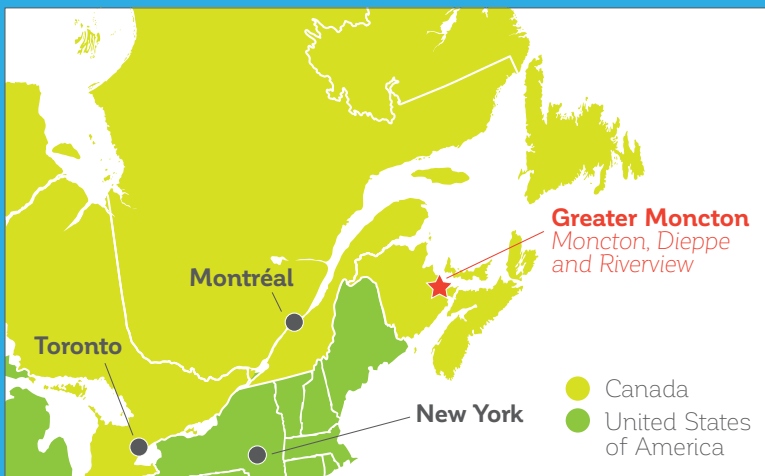 Greater Moncton
Moncton, Dieppe
and Riverview
Montréal
Toronto
New York
Canada
United States
of America